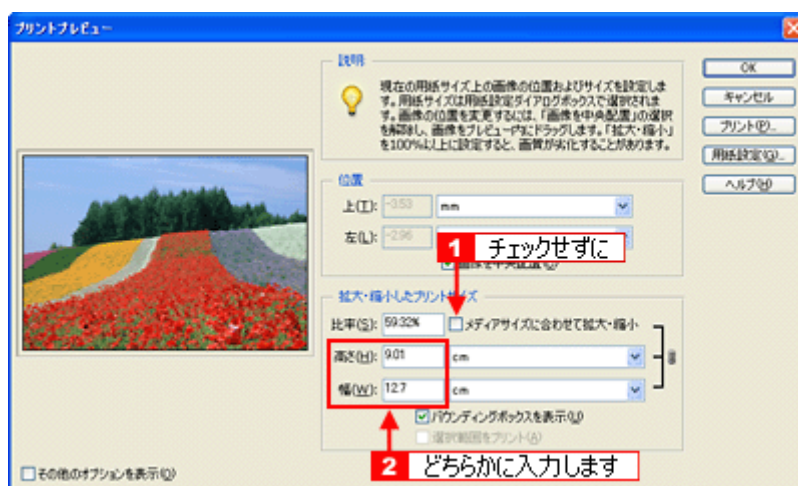 プリントプレビュー
説明
現在の用紙サイズ上の画像の位置およびサイズを設定しま
す。用紙サイズは用紙設定ダイアログボックスで選択されま
す。画像の位置を変更するには、「画像を中央配置」の選択
を解除し、画像をプレビュー内にドラッグします。「拡大・縮小」
を100%以上に設定すると、画質が劣化することがあります。
OK
キャンセル
プリント(P)...
用紙設定(G)...
ヘルプ(H)
位置
上(T): -3.53 mm
左(L): -2.96
1 チェックせずに
拡大・縮小したプリントサイズ
比率(S): 59.32% メディアサイズに合わせて拡大・縮小
高さ(H): 9.01 cm
幅(W): 12.7 cm
バウンディングボックスを表示(U)
選択範囲をプリント(A)
2 どちらかに入力します
その他のオプションを表示(O)